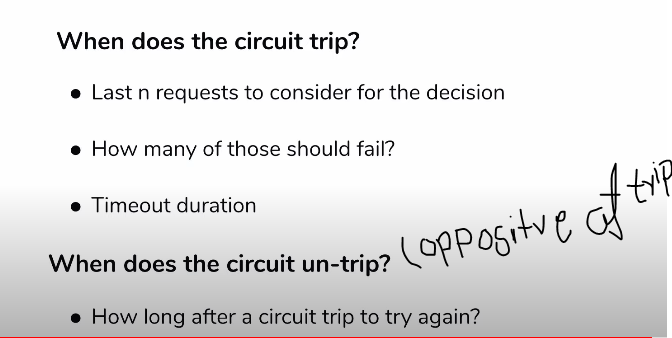 When does the circuit trip?
● Last n requests to consider for the decision
● How many of those should fail?
● Timeout duration
When does the circuit un-trip? (oppositve of trip
● How long after a circuit trip to try again?